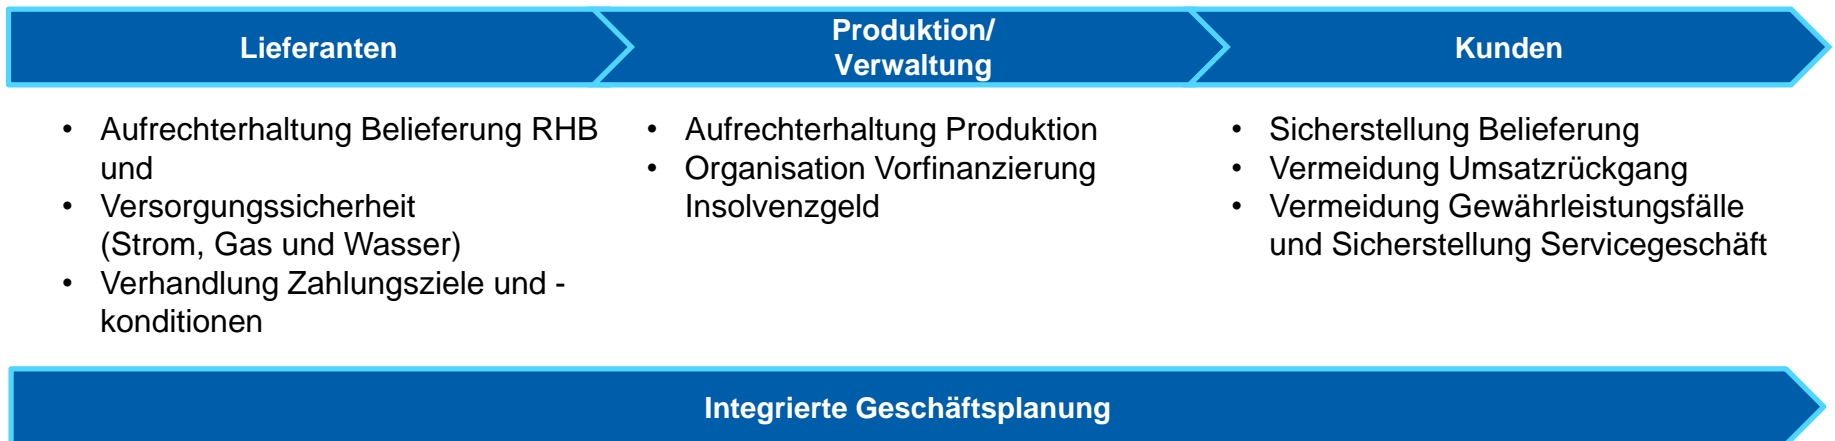 Lieferanten
Produktion/
Verwaltung
Kunden
• Aufrechterhaltung Belieferung RHB
und
• Versorgungssicherheit
(Strom, Gas und Wasser)
• Verhandlung Zahlungsziele und -
konditionen
• Aufrechterhaltung Produktion
• Organisation Vorfinanzierung
Insolvenzgeld
• Sicherstellung Belieferung
• Vermeidung Umsatzrückgang
• Vermeidung Gewährleistungsfälle
und Sicherstellung Servicegeschäft
Integrierte Geschäftsplanung